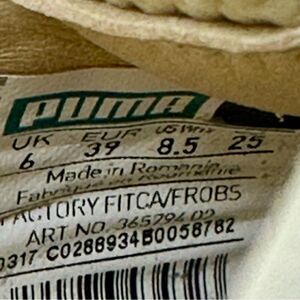 PUMA
UK EUR US Wns
6 39 8.5 25
Made in Romania
FACTORY FITCA/FROBS
ART NO. 365794 02
0317 C0288934B0058782